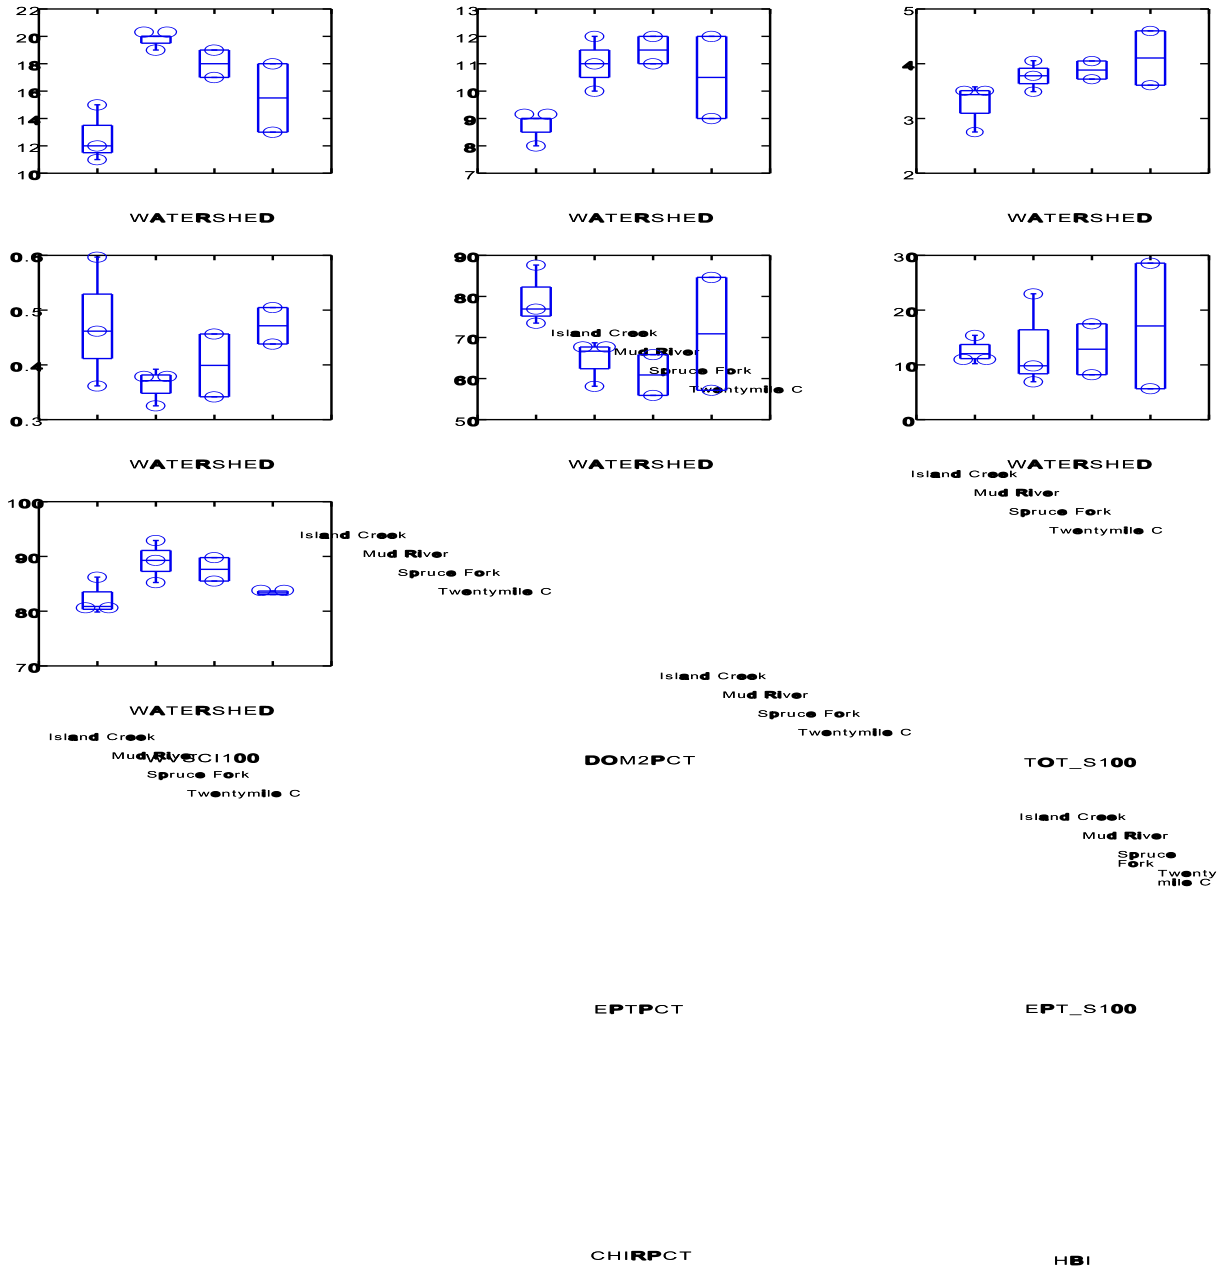 22
20
18
16
14
12
10
WATERSHED
13
12
11
10
9
8
7
WATERSHED
5
4
3
2
WATERSHED
0.6
0.5
0.4
0.3
WATERSHED
90
80
70
60
50
Island Creek
Mud River
Spruce Fork
Twentymile C
WATERSHED
30
20
10
0
WATERSHED
Island Creek
Mud River
Spruce Fork
Twentymile C
100
90
80
70
WATERSHED
Island Creek
Mud River
Spruce Fork
Twentymile C
Island Creek
Mud River
Spruce Fork
Twentymile C
Island Creek
Mud River
WVSCI100
Spruce Fork
Twentymile C
DOM2PCT
TOT_S100
Island Creek
Mud River
Spruce
Fork
Twenty
mile C
EPTPCT
EPT_S100
CHIRPCT
HBI